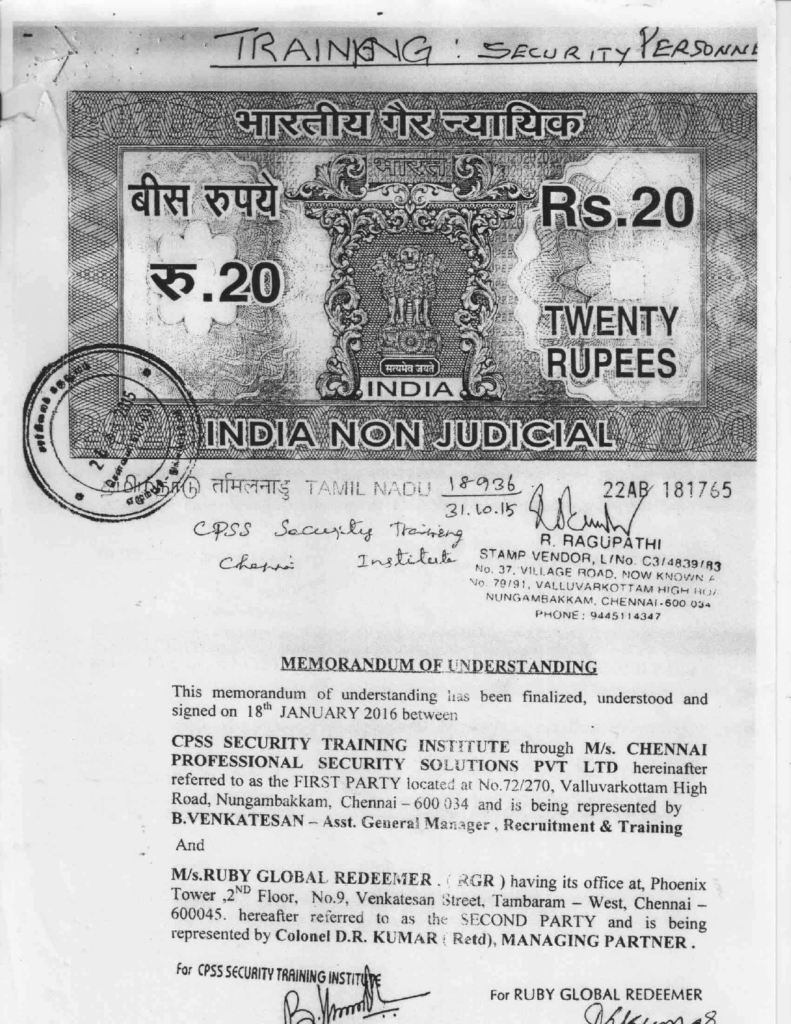 TRAINING : SECURITY PERSONNE
भारतीय गैर न्यायिक
भारत
बीस रुपये
Rs.20
रु.20
TWENTY
RUPEES
सत्यमेव जयते
INDIA
INDIA NON JUDICIAL
தமிழ்நாடு तमिलनाडु TAMIL NADU 18936
31.10.15
22AB 181765
CPSS Security Training
Chennai Institute
R. RAGUPATHI
STAMP VENDOR, L/No. C3/4839/83
No. 37, VILLAGE ROAD, NOW KNOWN A
No. 79/91, VALLUVARKOTTAM HIGH
NUNGAMBAKKAM, CHENNAI-600 034
PHONE : 9445114347
MEMORANDUM OF UNDERSTANDING
This memorandum of understanding has been finalized, understood and
signed on 18th JANUARY 2016 between
CPSS SECURITY TRAINING INSTITUTE through M/s. CHENNAI
PROFESSIONAL SECURITY SOLUTIONS PVT LTD hereinafter
referred to as the FIRST PARTY located at No.72/270, Valluvarkottam High
Road, Nungambakkam, Chennai – 600 034 and is being represented by
B.VENKATESAN – Asst. General Manager , Recruitment & Training
And
M/s.RUBY GLOBAL REDEEMER . ( RGR ) having its office at, Phoenix
Tower ,2ND Floor, No.9, Venkatesan Street, Tambaram – West, Chennai –
600045. hereafter referred to as the SECOND PARTY and is being
represented by Colonel D.R. KUMAR ( Retd), MANAGING PARTNER .
For CPSS SECURITY TRAINING INSTITUTE
For RUBY GLOBAL REDEEMER